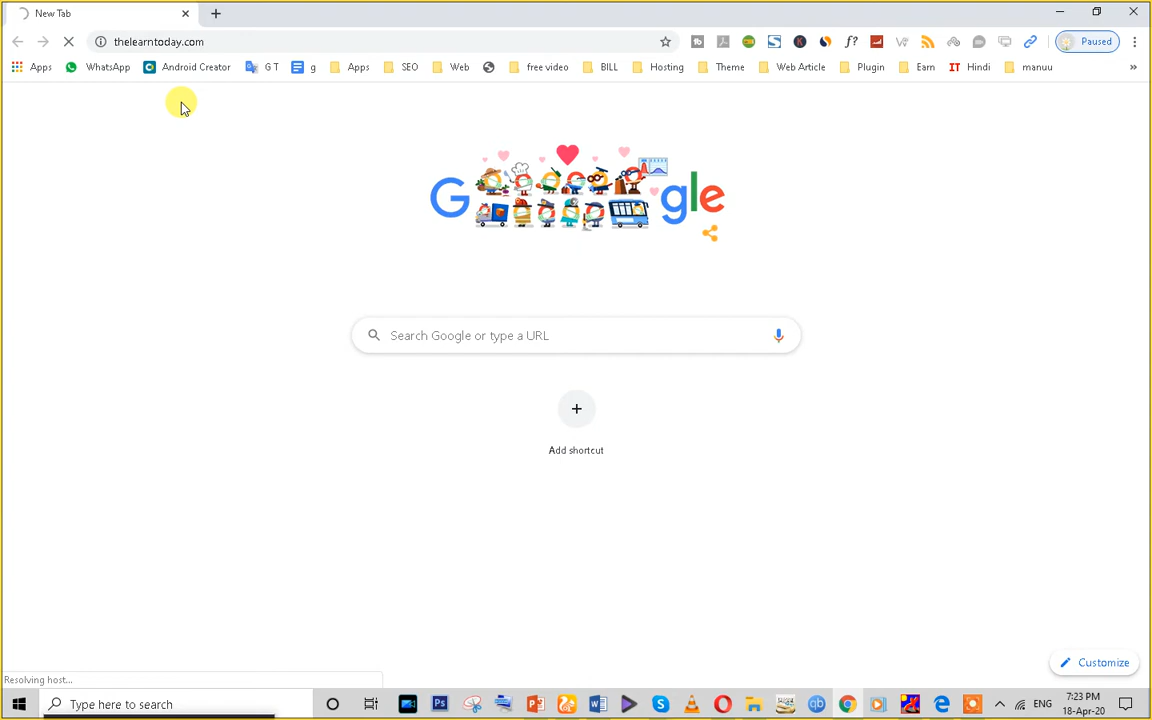 New Tab
thelearntoday.com
Paused
Apps
WhatsApp
Android Creator
G T
g
Apps
SEO
Web
free video
BILL
Hosting
Theme
Web Article
Plugin
Earn
IT Hindi
manuu
»
G gle
Search Google or type a URL
Add shortcut
Customize
Resolving host...
Type here to search
ENG
7:23 PM
18-Apr-20